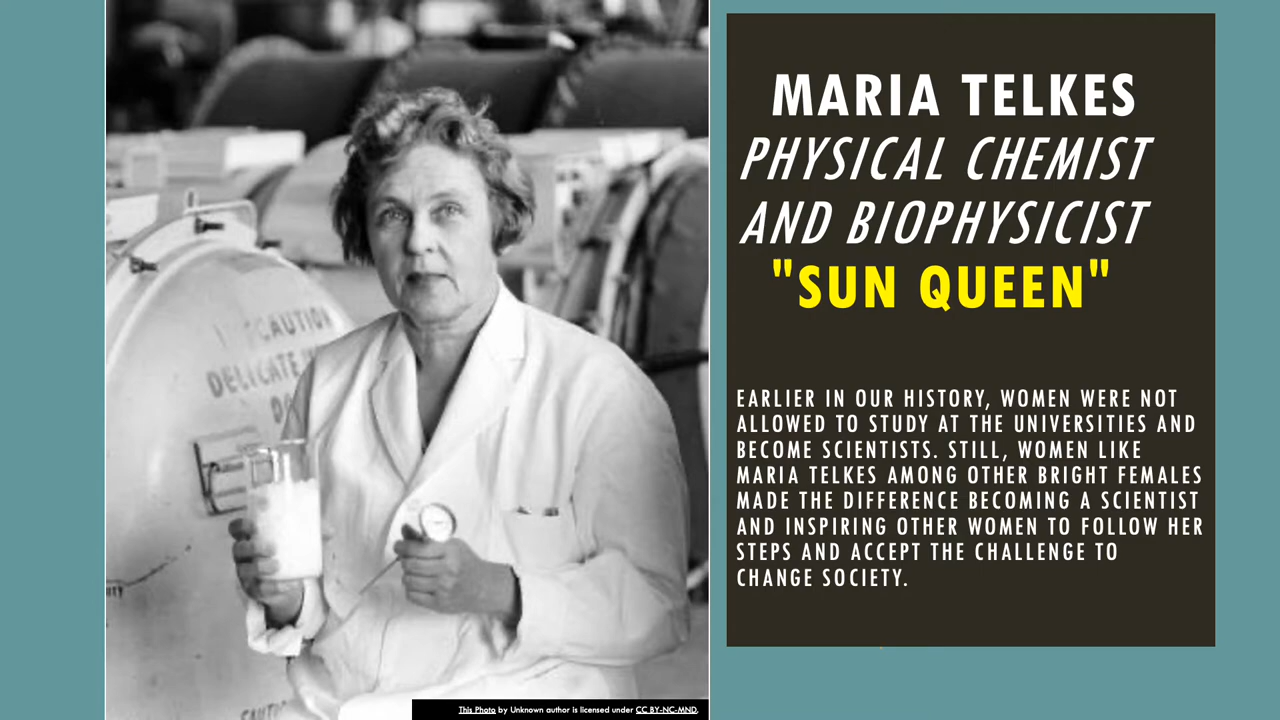 MARIA TELKES
PHYSICAL CHEMIST
AND BIOPHYSICIST
"SUN QUEEN"
EARLIER IN OUR HISTORY, WOMEN WERE NOT
ALLOWED TO STUDY AT THE UNIVERSITIES AND
BECOME SCIENTISTS. STILL, WOMEN LIKE
MARIA TELKES AMONG OTHER BRIGHT FEMALES
MADE THE DIFFERENCE BECOMING A SCIENTIST
AND INSPIRING OTHER WOMEN TO FOLLOW HER
STEPS AND ACCEPT THE CHALLENGE TO
CHANGE SOCIETY.
CAUTION
DELICATE
This Photo by Unknown author is licensed under CC BY-NC-MND.